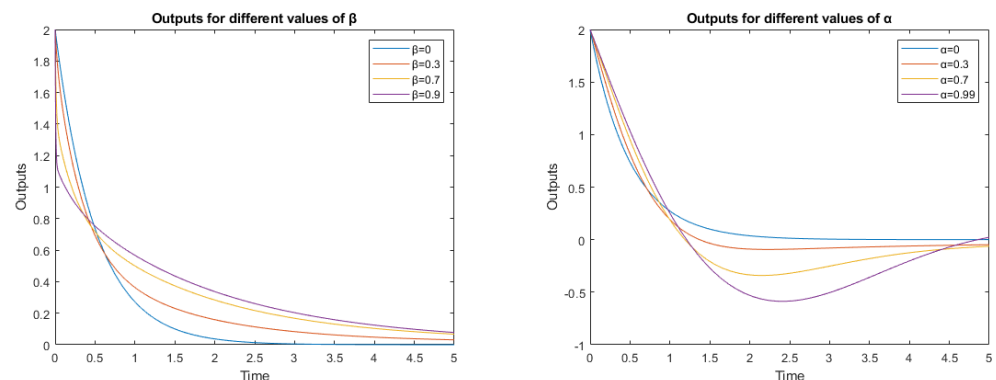 Outputs for different values of β
2
1.8
1.6
1.4
1.2
1
0.8
0.6
0.4
0.2
0
Outputs
β=0
β=0.3
β=0.7
β=0.9
0 0.5 1 1.5 2 2.5 3 3.5 4 4.5 5
Time
Outputs for different values of α
2
1.5
1
0.5
0
-0.5
-1
Outputs
α=0
α=0.3
α=0.7
α=0.99
0 0.5 1 1.5 2 2.5 3 3.5 4 4.5 5
Time